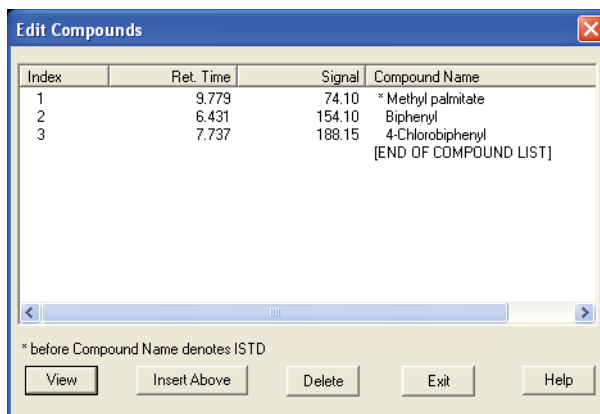 Edit Compounds
Index Ret. Time Signal Compound Name
1 9.779 74.10 * Methyl palmitate
2 6.431 154.10 Biphenyl
3 7.737 188.15 4-Chlorobiphenyl
[END OF COMPOUND LIST]
* before Compound Name denotes ISTD
View Insert Above Delete Exit Help